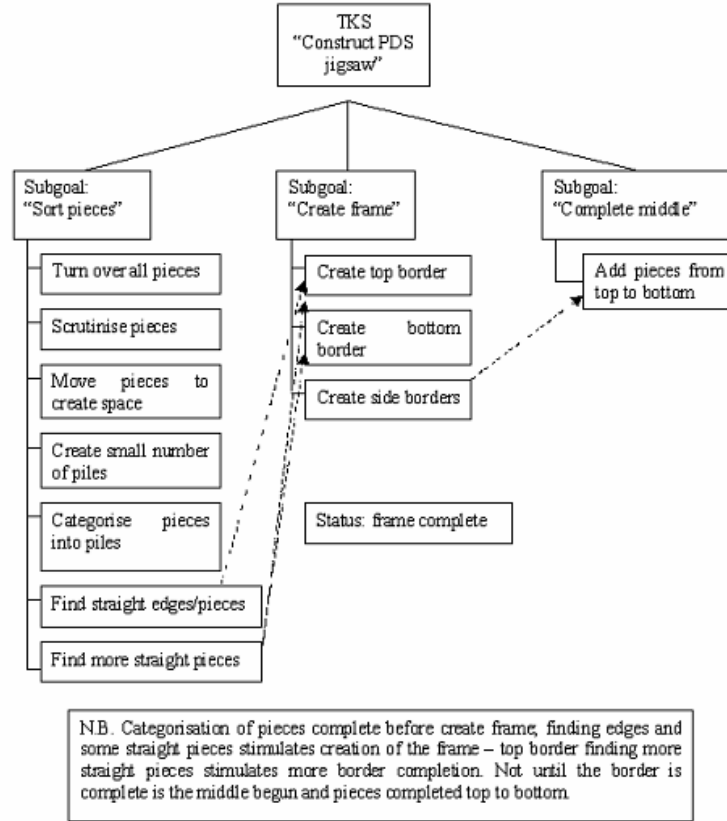 TKS
“Construct PDS
jigsaw”
Subgoal:
“Sort pieces”
Turn overall pieces
Scrutinise pieces
Move pieces to
create space
Create small number
of piles
Categorise pieces
into piles
Find straight edges/pieces
Find more straight pieces
Subgoal:
“Create frame”
Create top border
Create bottom
border
Create side borders
Status: frame complete
Subgoal:
“Complete middle”
Add pieces from
top to bottom
N.B. Categorisation of pieces complete before create frame, finding edges and
some straight pieces stimulates creation of the frame – top border finding more
straight pieces stimulates more border completion. Not until the border is
complete is the middle begun and pieces completed top to bottom.